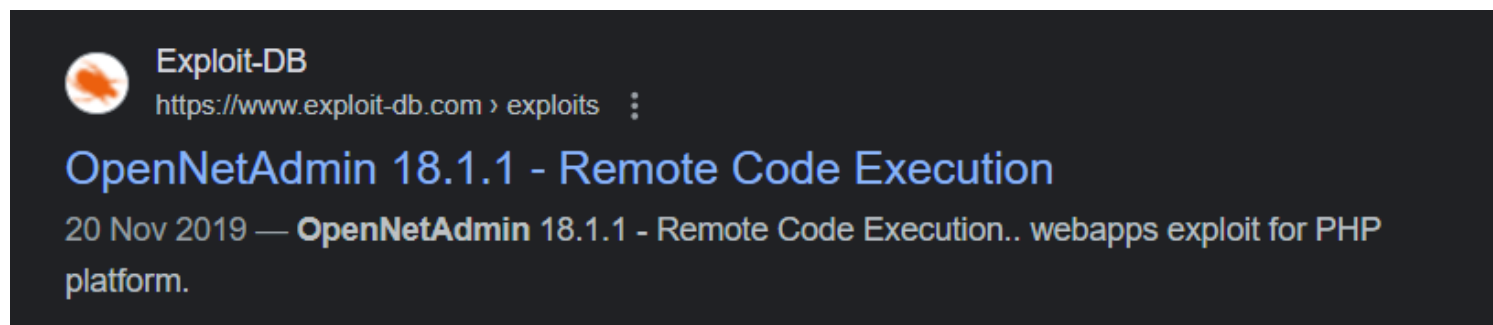 Exploit-DB
https://www.exploit-db.com › exploits
OpenNetAdmin 18.1.1 - Remote Code Execution
20 Nov 2019 — OpenNetAdmin 18.1.1 - Remote Code Execution.. webapps exploit for PHP
platform.